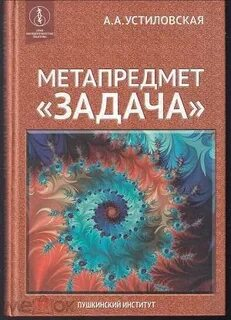 А.А.УСТИЛОВСКАЯ
МЕТАПРЕДМЕТ
«ЗАДАЧА»
ПУШКИНСКИЙ ИНСТИТУТ